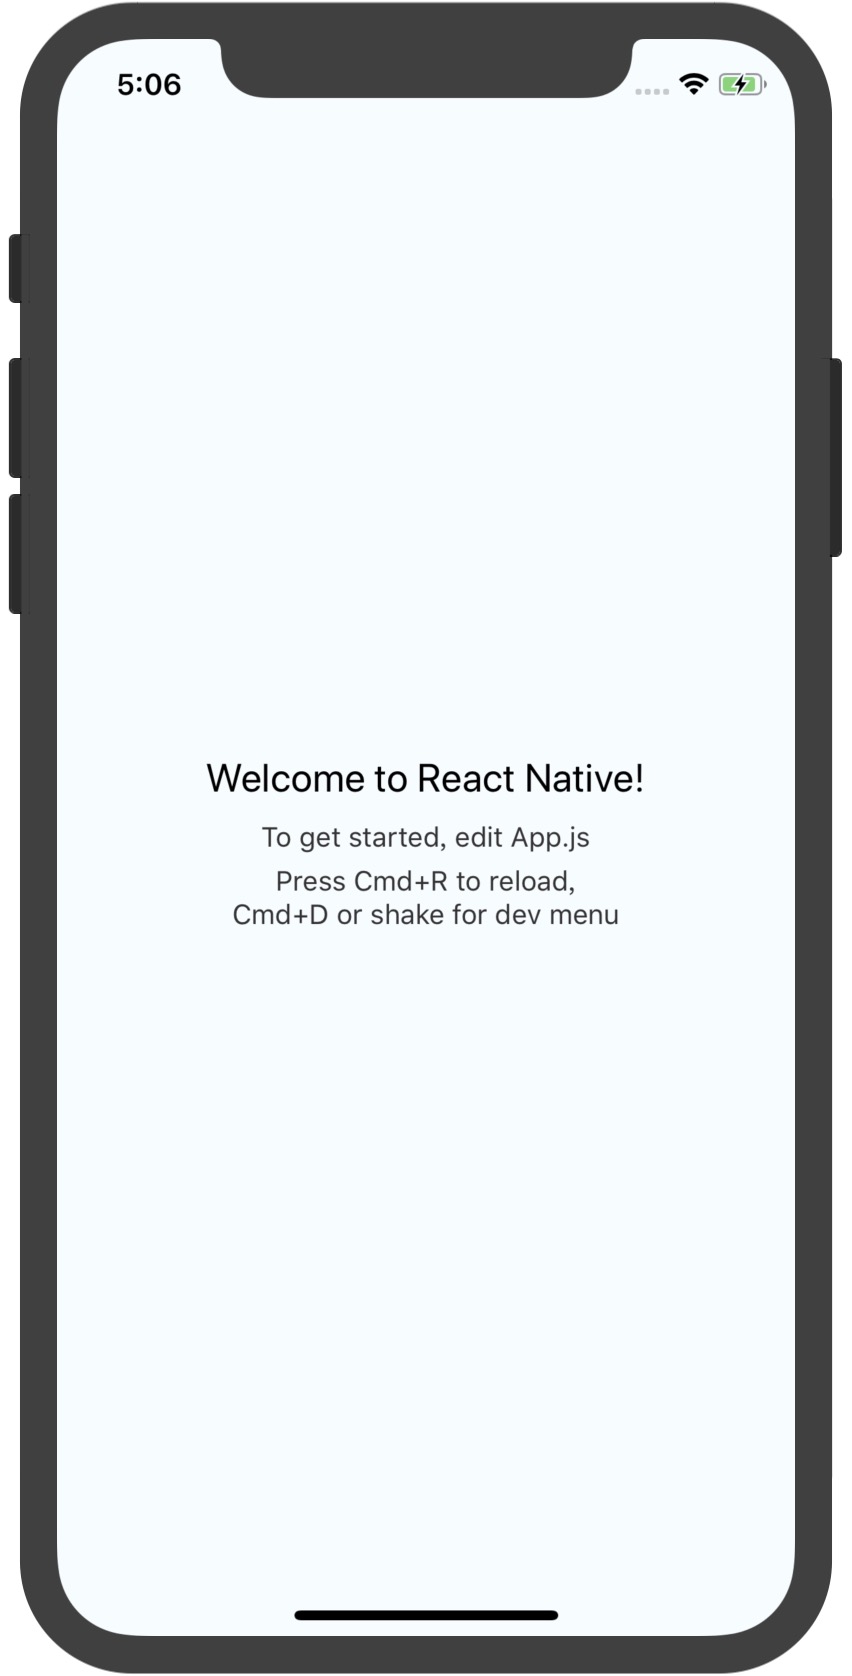 5:06
Welcome to React Native!
To get started, edit App.js
Press Cmd+R to reload,
Cmd+D or shake for dev menu